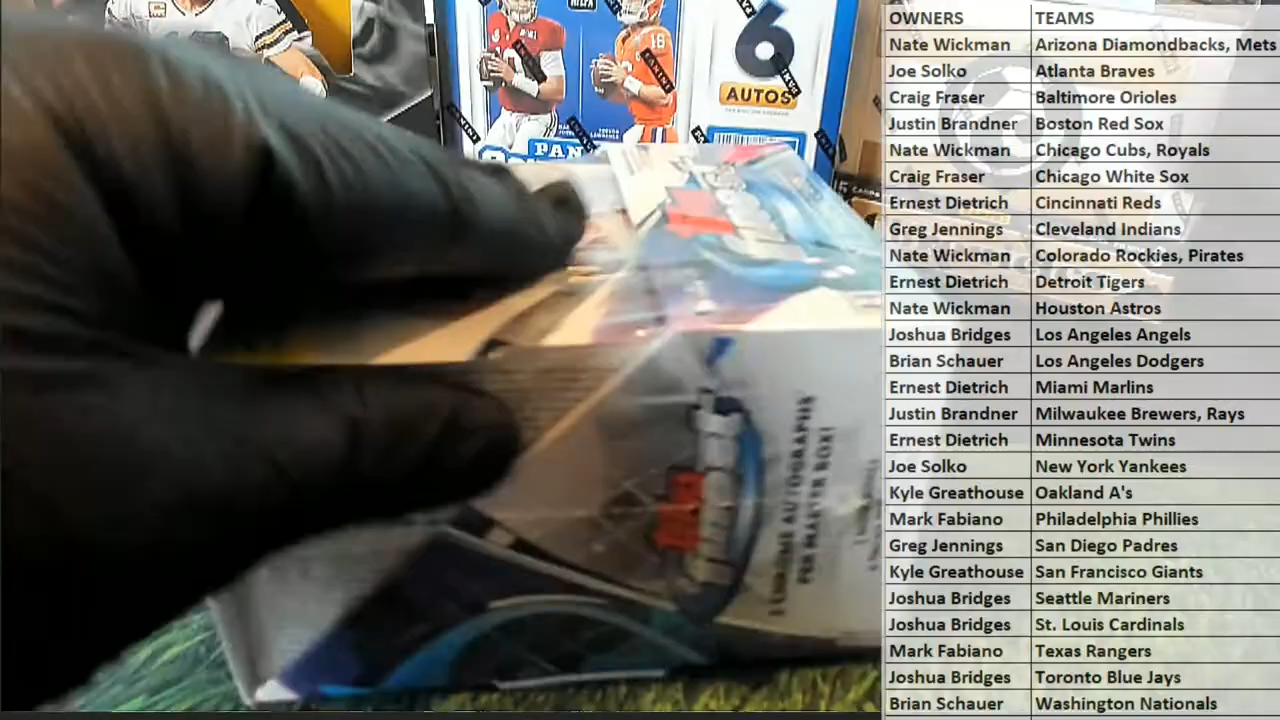 OWNERS TEAMS
Nate Wickman Arizona Diamondbacks, Mets
Joe Solko Atlanta Braves
Craig Fraser Baltimore Orioles
Justin Brandner Boston Red Sox
Nate Wickman Chicago Cubs, Royals
Craig Fraser Chicago White Sox
Ernest Dietrich Cincinnati Reds
Greg Jennings Cleveland Indians
Nate Wickman Colorado Rockies, Pirates
Ernest Dietrich Detroit Tigers
Nate Wickman Houston Astros
Joshua Bridges Los Angeles Angels
Brian Schauer Los Angeles Dodgers
Ernest Dietrich Miami Marlins
Justin Brandner Milwaukee Brewers, Rays
Ernest Dietrich Minnesota Twins
Joe Solko New York Yankees
Kyle Greathouse Oakland A's
Mark Fabiano Philadelphia Phillies
Greg Jennings San Diego Padres
Kyle Greathouse San Francisco Giants
Joshua Bridges Seattle Mariners
Joshua Bridges St. Louis Cardinals
Mark Fabiano Texas Rangers
Joshua Bridges Toronto Blue Jays
Brian Schauer Washington Nationals
6
AUTOS
PANINI
PANINI
AUTOGRAPHS
PER MASTER BOX!